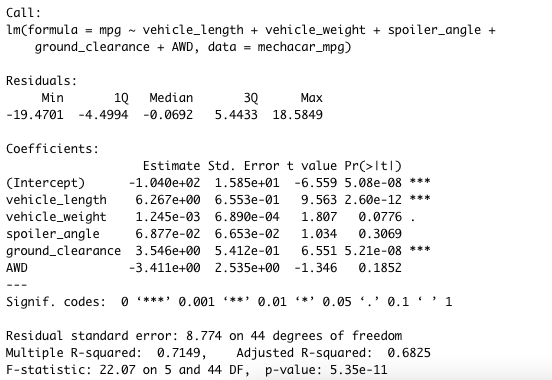 Call:
lm(formula = mpg ~ vehicle_length + vehicle_weight + spoiler_angle +
    ground_clearance + AWD, data = mechacar_mpg)

Residuals:
     Min       1Q   Median       3Q      Max
-19.4701  -4.4994  -0.0692   5.4433  18.5849

Coefficients:
                   Estimate Std. Error t value Pr(>|t|)
(Intercept)      -1.040e+02  1.585e+01  -6.559 5.08e-08 ***
vehicle_length    6.267e+00  6.553e-01   9.563 2.60e-12 ***
vehicle_weight    1.245e-03  6.890e-04   1.807   0.0776 .
spoiler_angle     6.877e-02  6.653e-02   1.034   0.3069
ground_clearance  3.546e+00  5.412e-01   6.551 5.21e-08 ***
AWD              -3.411e+00  2.535e+00  -1.346   0.1852
---
Signif. codes:  0 ‘***’ 0.001 ‘**’ 0.01 ‘*’ 0.05 ‘.’ 0.1 ‘ ’ 1

Residual standard error: 8.774 on 44 degrees of freedom
Multiple R-squared:  0.7149,    Adjusted R-squared:  0.6825
F-statistic: 22.07 on 5 and 44 DF,  p-value: 5.35e-11